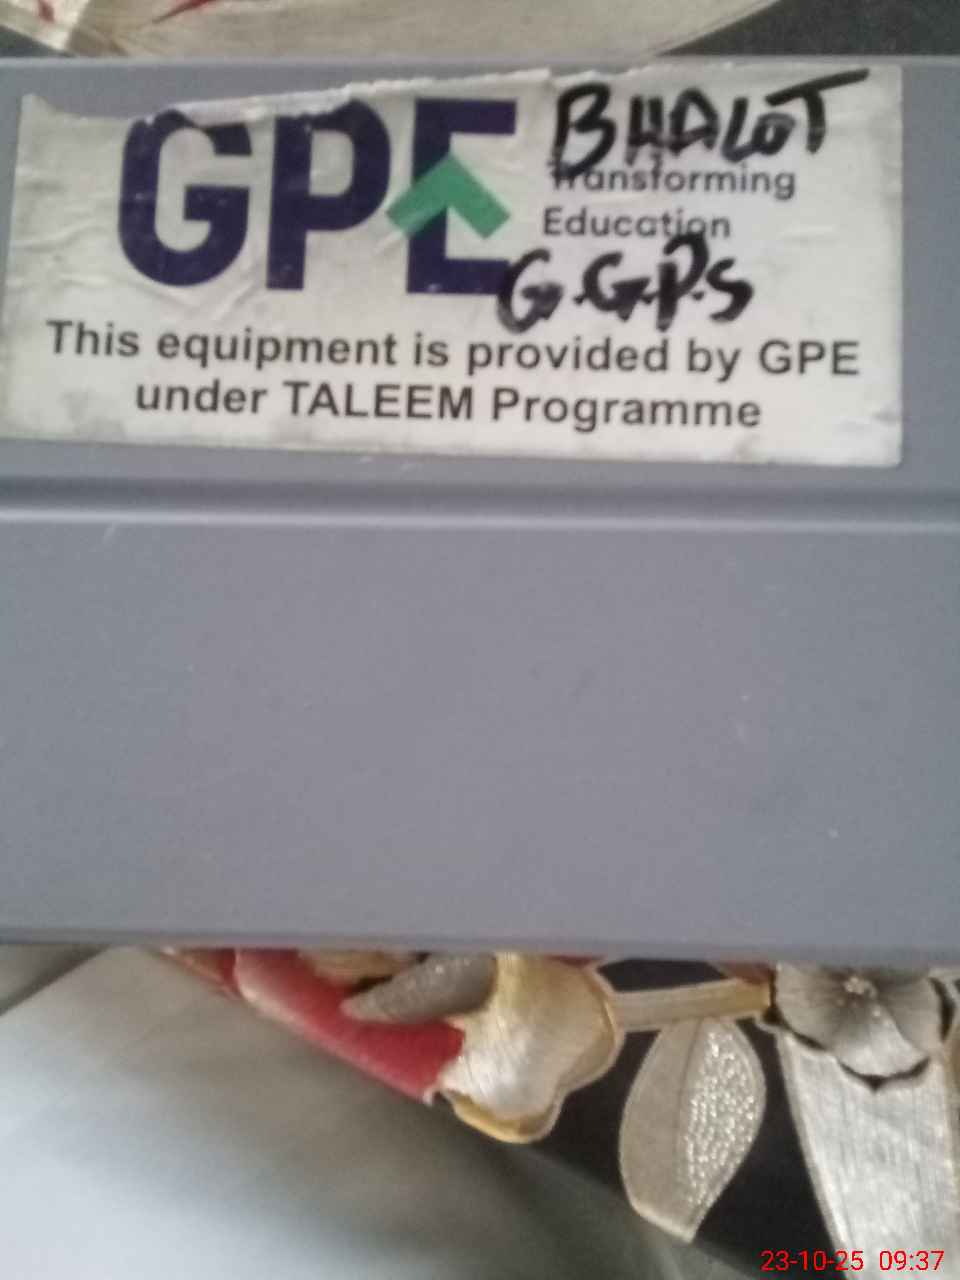 GPE BHALOT
Transforming
Education
G.G.P.S
This equipment is provided by GPE
under TALEEM Programme
23-10-25 09:37